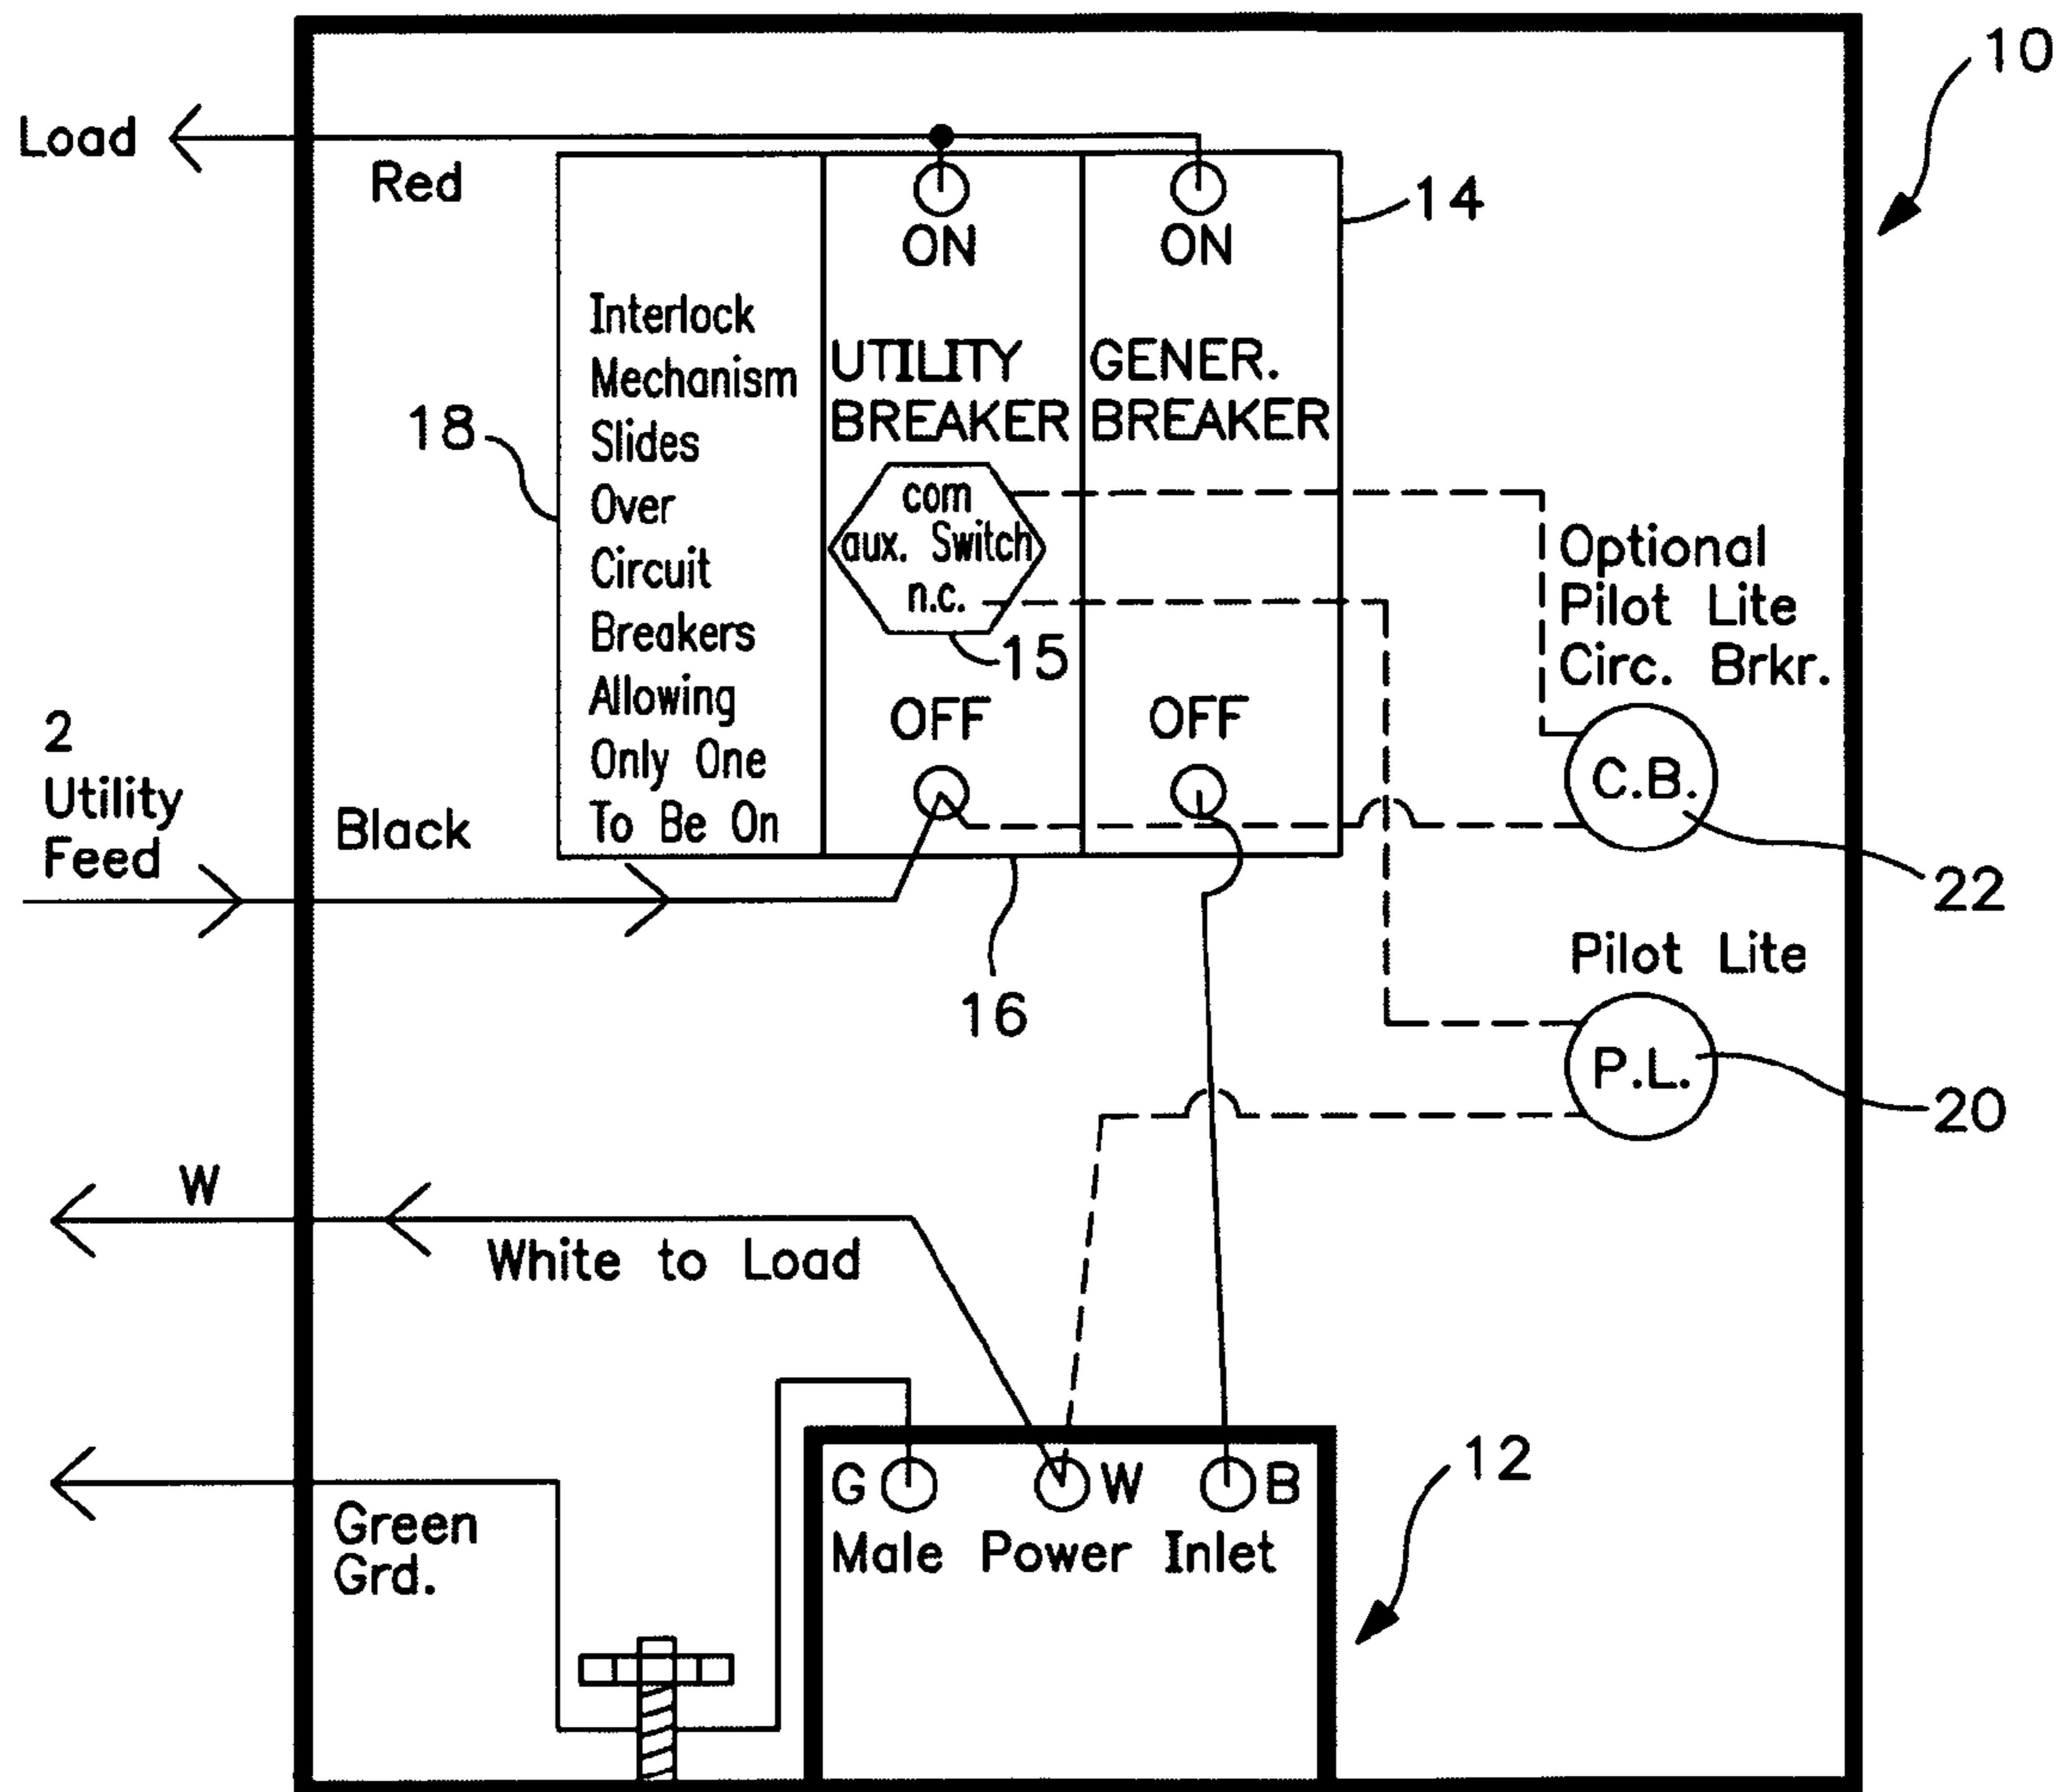 10
Load
Red
14
ON
ON
Interlock
Mechanism
Slides
Over
Circuit
Breakers
Allowing
Only One
To Be On
18
UTILITY
BREAKER
GENER.
BREAKER
com
aux. Switch
n.c.
15
OFF
OFF
Optional
Pilot Lite
Circ. Brkr.
C.B.
22
2
Utility
Feed
Black
16
Pilot Lite
P.L.
20
W
White to Load
G
W
B
Male Power Inlet
12
Green
Grd.